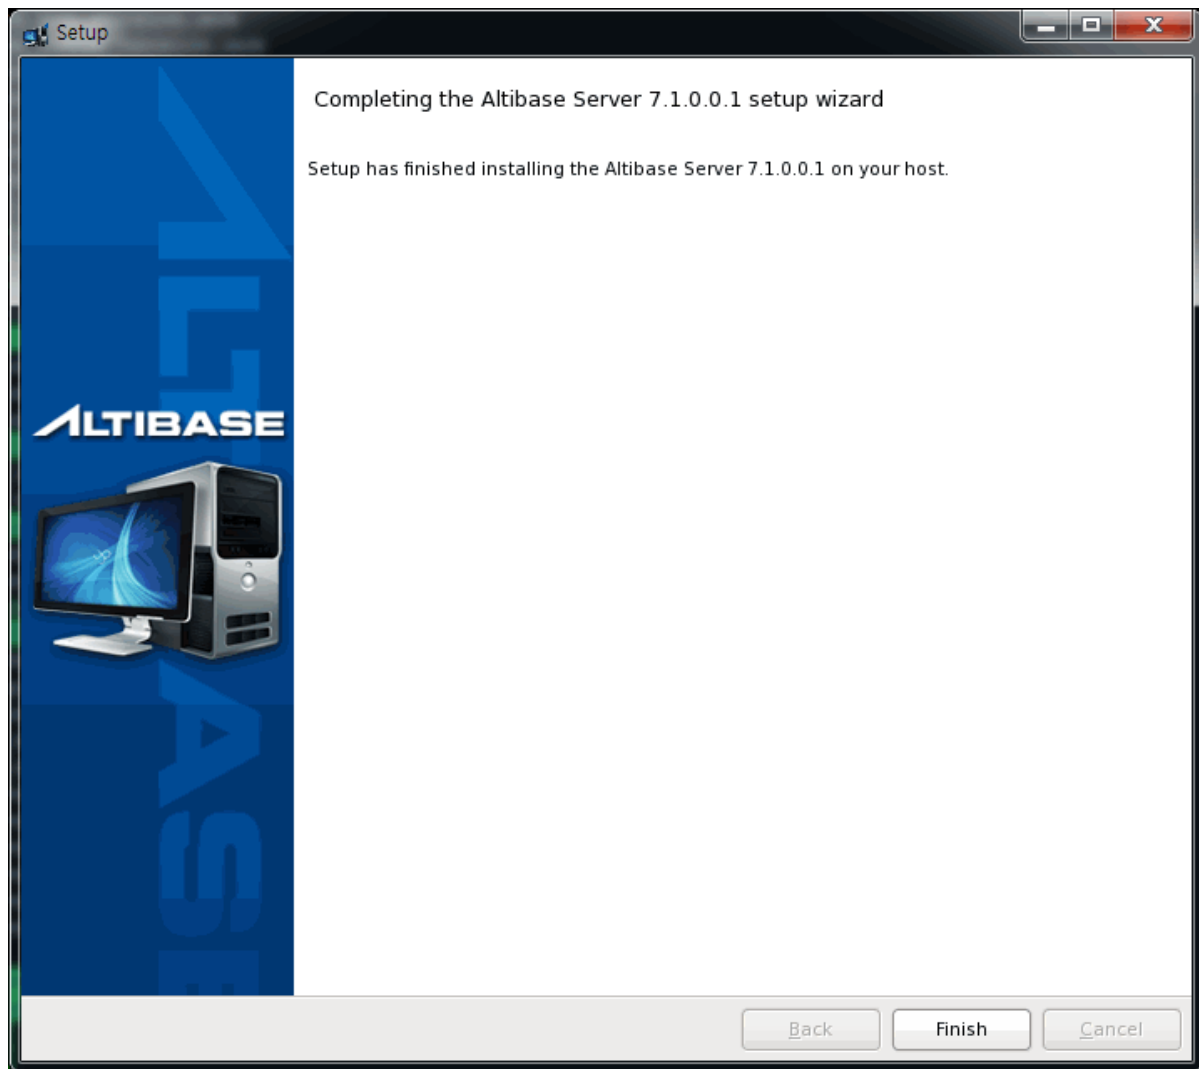 Setup
Completing the Altibase Server 7.1.0.0.1 setup wizard
Setup has finished installing the Altibase Server 7.1.0.0.1 on your host.
ALTIBASE
ALTIBASE
Back
Finish
Cancel